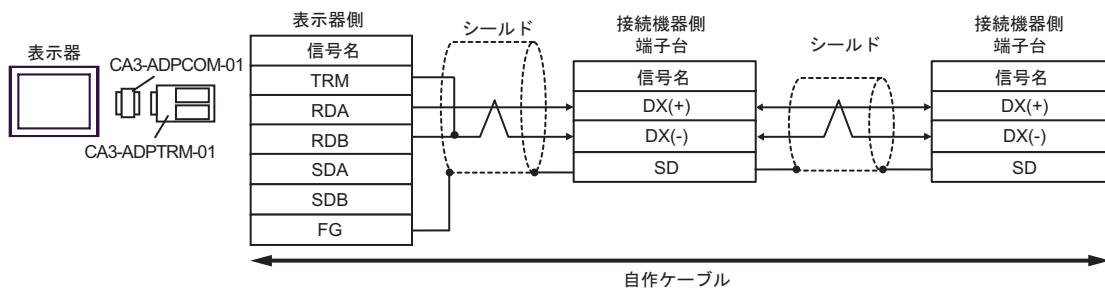 表示器
CA3-ADPCOM-01
CA3-ADPTRM-01
表示器側
信号名
TRM
RDA
RDB
SDA
SDB
FG
シールド
接続機器側
端子台
信号名
DX(+)
DX(-)
SD
シールド
接続機器側
端子台
信号名
DX(+)
DX(-)
SD
自作ケーブル